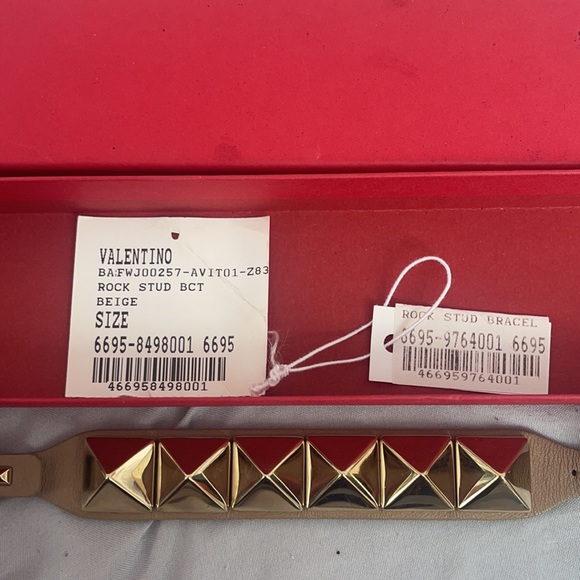 VALENTINO
BAFWJ00257-AVIT01-Z83
ROCK STUD BCT
BEIGE
SIZE
6695-8498001 6695
466958498001
ROCK STUD BRACEL
6695-9764001 6695
466959764001